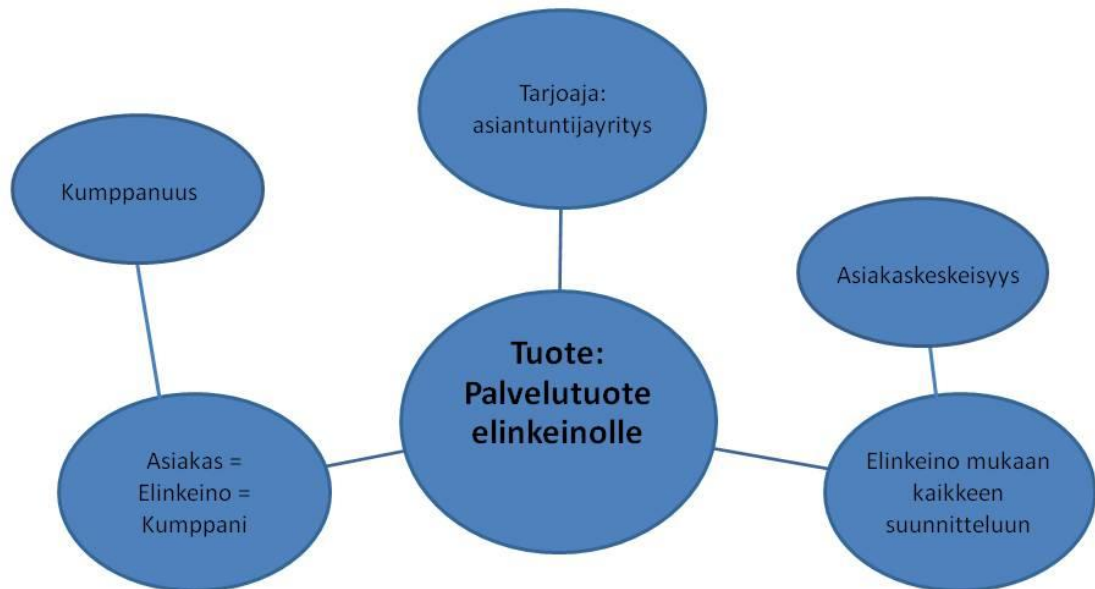 Tarjoaja:
asiantuntijayritys
Kumppanuus
Asiakaskeskeisyys
Tuote:
Palvelutuote
elinkeinolle
Asiakas =
Elinkeino =
Kumppani
Elinkeino mukaan
kaikkeen
suunnitteluun